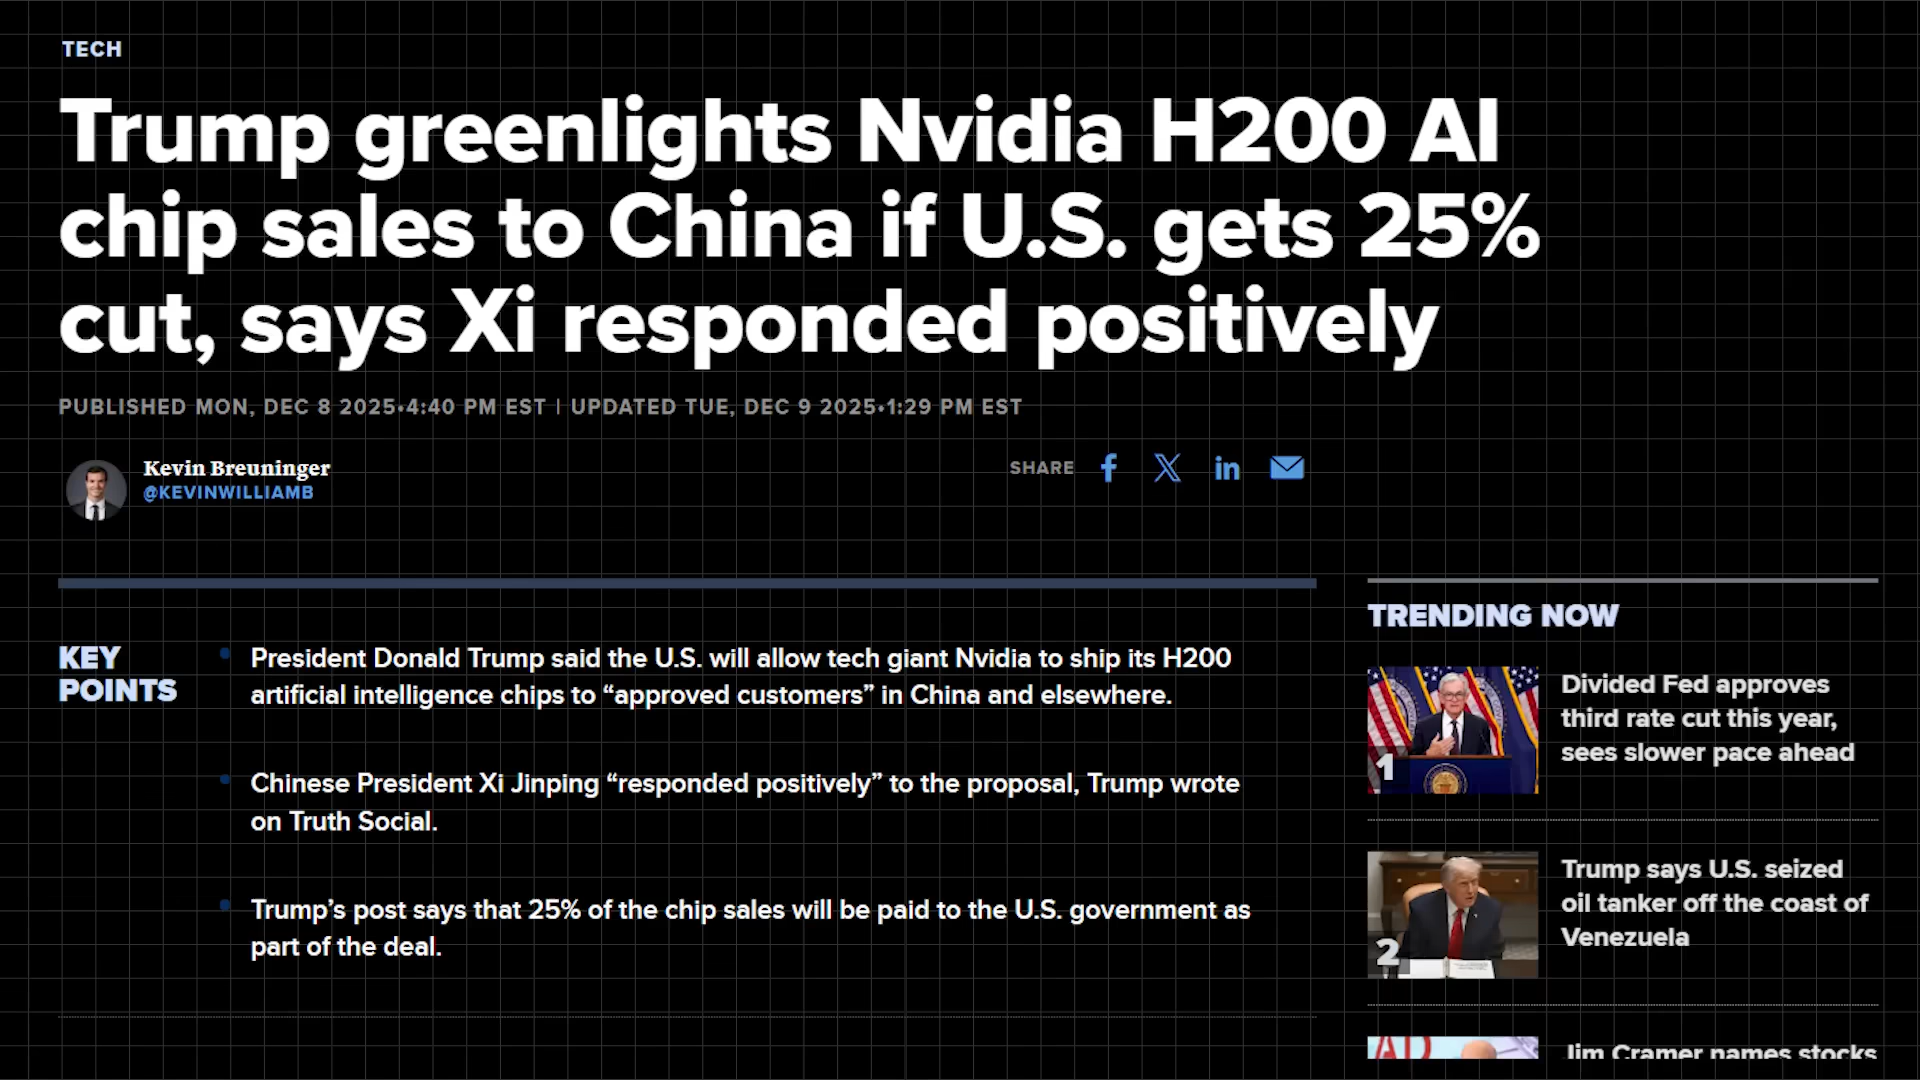 TECH
Trump greenlights Nvidia H200 AI
chip sales to China if U.S. gets 25%
cut, says Xi responded positively
PUBLISHED MON, DEC 8 2025•4:40 PM EST | UPDATED TUE, DEC 9 2025•1:29 PM EST
Kevin Breuninger
@KEVINWILLIAMB
SHARE
KEY
POINTS
President Donald Trump said the U.S. will allow tech giant Nvidia to ship its H200
artificial intelligence chips to “approved customers” in China and elsewhere.
Chinese President Xi Jinping “responded positively” to the proposal, Trump wrote
on Truth Social.
Trump’s post says that 25% of the chip sales will be paid to the U.S. government as
part of the deal.
TRENDING NOW
1
Divided Fed approves
third rate cut this year,
sees slower pace ahead
2
Trump says U.S. seized
oil tanker off the coast of
Venezuela
Jim Cramer names stocks